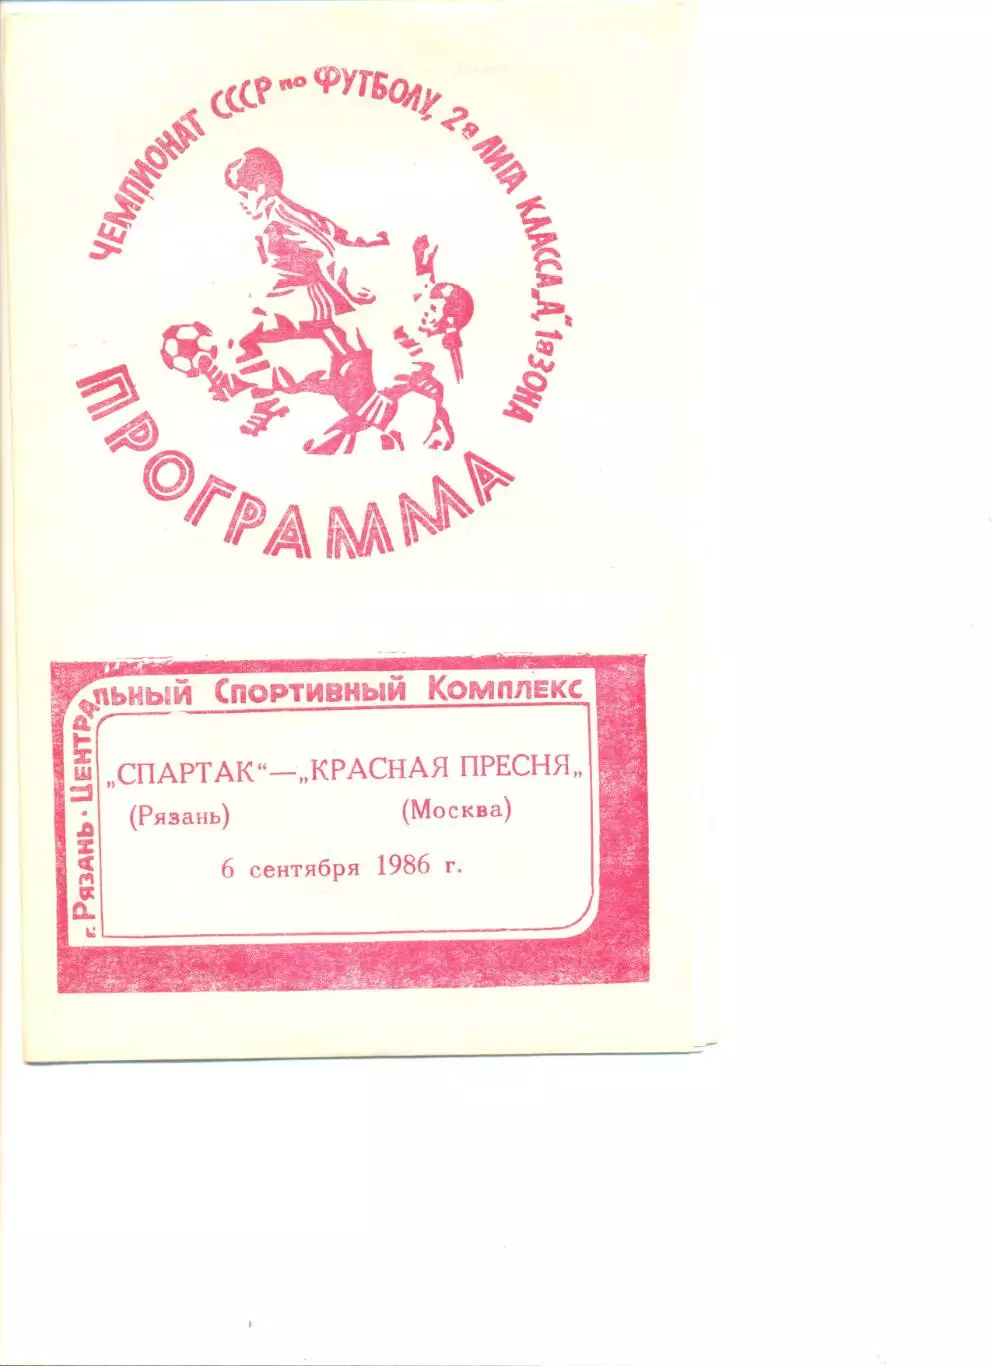 ЧЕМПИОНАТ СССР по ФУТБОЛУ, 2я ЛИГА КЛАССА „А“, 1я ЗОНА
ПРОГРАММА
г. Рязань · Центральный Спортивный Комплекс
„СПАРТАК“—„КРАСНАЯ ПРЕСНЯ„
(Рязань) (Москва)
6 сентября 1986 г.